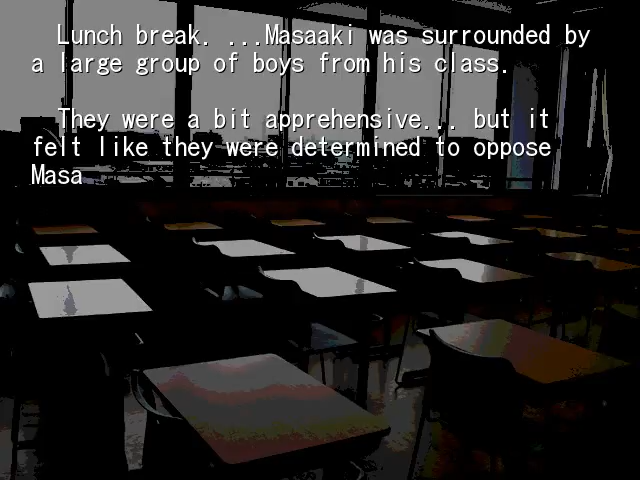 Lunch break. ...Masaaki was surrounded by
a large group of boys from his class.
They were a bit apprehensive... but it
felt like they were determined to oppose
Masa